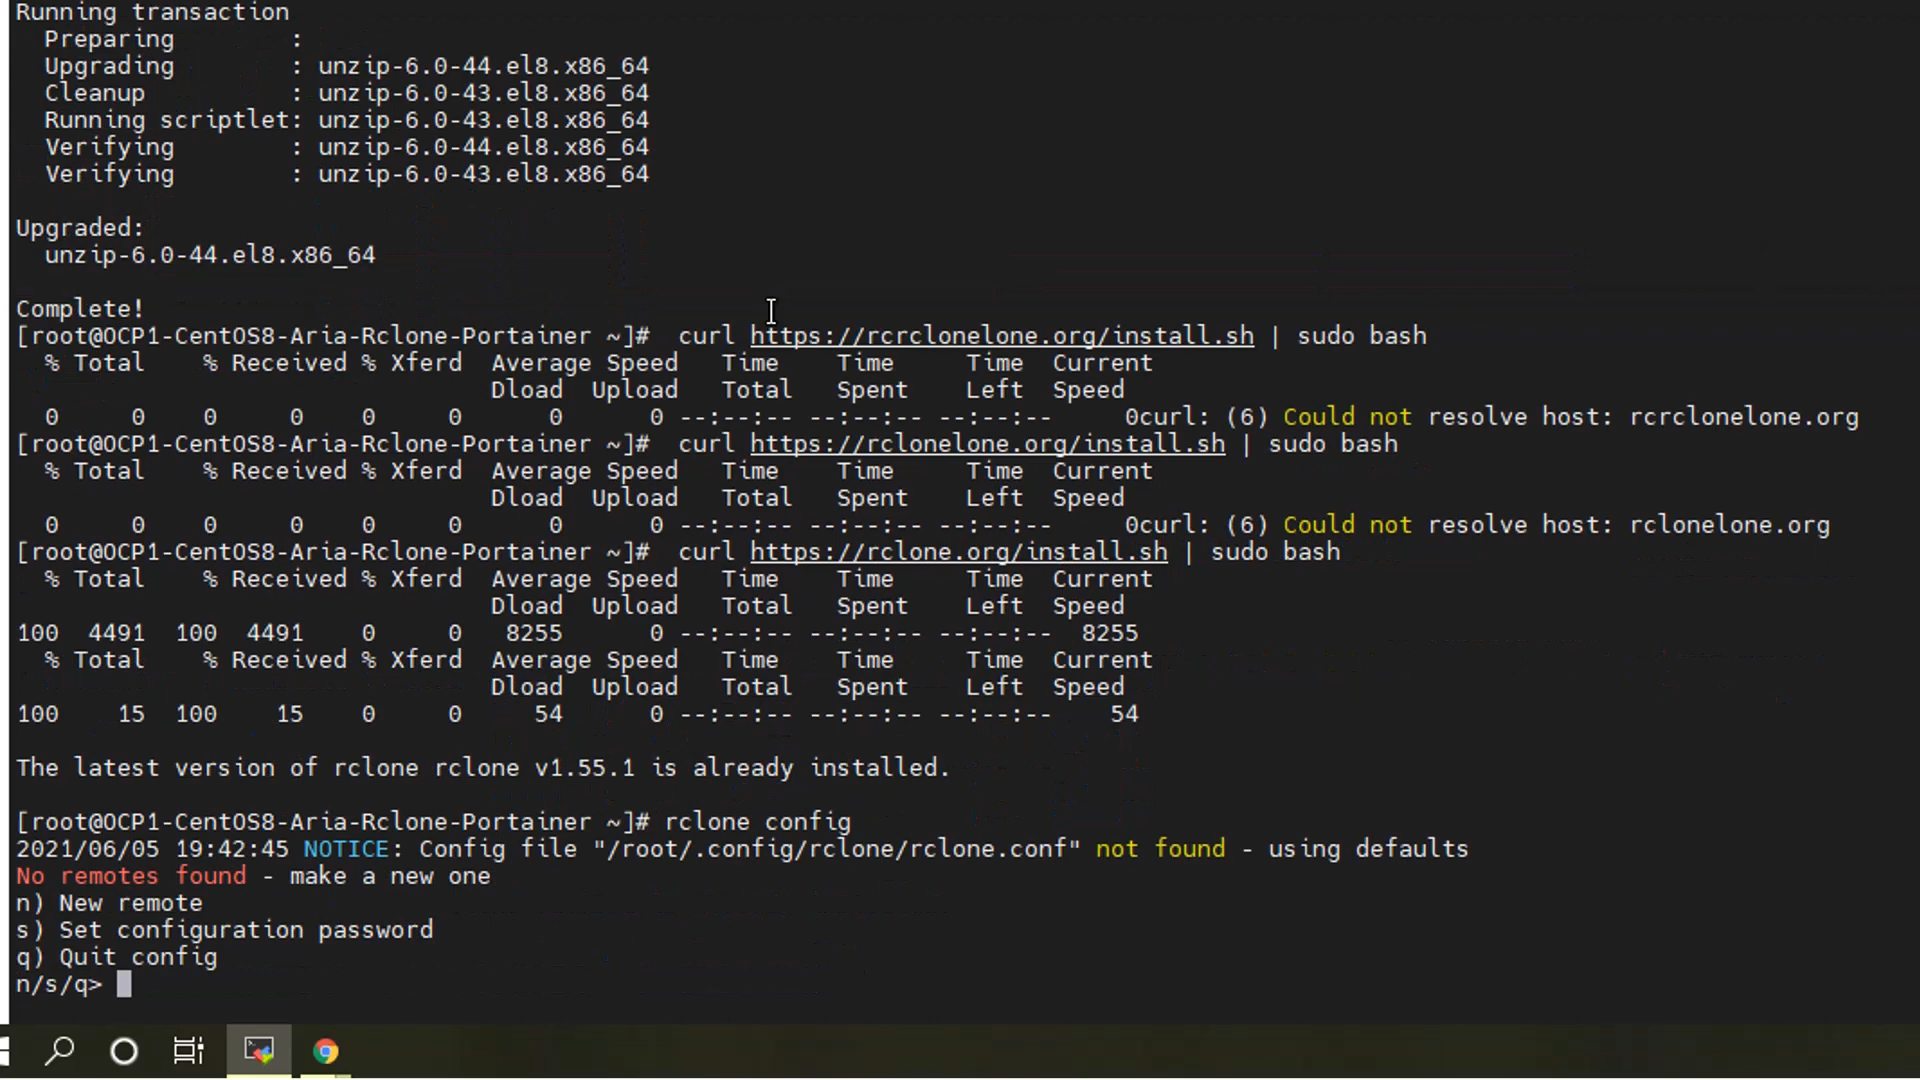 Running transaction
  Preparing        :
  Upgrading        : unzip-6.0-44.el8.x86_64
  Cleanup          : unzip-6.0-43.el8.x86_64
  Running scriptlet: unzip-6.0-43.el8.x86_64
  Verifying        : unzip-6.0-44.el8.x86_64
  Verifying        : unzip-6.0-43.el8.x86_64
Upgraded:
  unzip-6.0-44.el8.x86_64
Complete!
[root@OCP1-CentOS8-Aria-Rclone-Portainer ~]#  curl https://rcrclonelone.org/install.sh | sudo bash
  % Total    % Received % Xferd  Average Speed   Time    Time     Time  Current
                                 Dload  Upload   Total   Spent    Left  Speed
  0     0    0     0    0     0      0      0 --:--:-- --:--:-- --:--:--     0curl: (6) Could not resolve host: rcrclonelone.org
[root@OCP1-CentOS8-Aria-Rclone-Portainer ~]#  curl https://rclonelone.org/install.sh | sudo bash
  % Total    % Received % Xferd  Average Speed   Time    Time     Time  Current
                                 Dload  Upload   Total   Spent    Left  Speed
  0     0    0     0    0     0      0      0 --:--:-- --:--:-- --:--:--     0curl: (6) Could not resolve host: rclonelone.org
[root@OCP1-CentOS8-Aria-Rclone-Portainer ~]#  curl https://rclone.org/install.sh | sudo bash
  % Total    % Received % Xferd  Average Speed   Time    Time     Time  Current
                                 Dload  Upload   Total   Spent    Left  Speed
100  4491  100  4491    0     0   8255      0 --:--:-- --:--:-- --:--:--  8255
  % Total    % Received % Xferd  Average Speed   Time    Time     Time  Current
                                 Dload  Upload   Total   Spent    Left  Speed
100    15  100    15    0     0     54      0 --:--:-- --:--:-- --:--:--    54
The latest version of rclone rclone v1.55.1 is already installed.
[root@OCP1-CentOS8-Aria-Rclone-Portainer ~]# rclone config
2021/06/05 19:42:45 NOTICE: Config file "/root/.config/rclone/rclone.conf" not found - using defaults
No remotes found - make a new one
n) New remote
s) Set configuration password
q) Quit config
n/s/q>